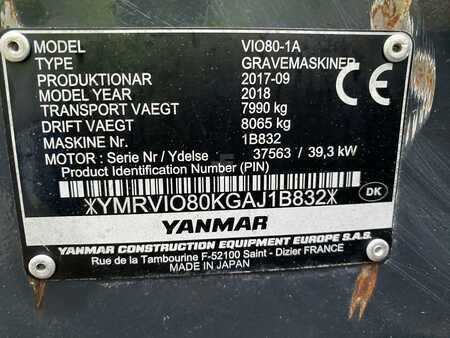 MODEL VIO80-1A
TYPE GRAVEMASKINER
PRODUKTIONAR 2017-09
MODEL YEAR 2018
TRANSPORT VAEGT 7990 kg
DRIFT VAEGT 8065 kg
MASKINE Nr. 1B832
MOTOR : Serie Nr / Ydelse 37563 / 39,3 kW
Product Identification Number (PIN)
*YMRVIO80KGAJ1B832*
DK
YANMAR
YANMAR CONSTRUCTION EQUIPMENT EUROPE S.A.S.
Rue de la Tambourine F-52100 Saint - Dizier FRANCE
MADE IN JAPAN
CE